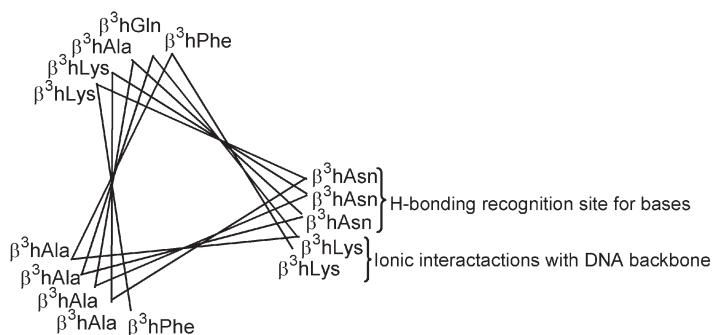 β³hGln
β³hAla β³hPhe
β³hLys
β³hLys
β³hAsn
β³hAsn
β³hAsn
H-bonding recognition site for bases
β³hLys
β³hLys
Ionic interactactions with DNA backbone
β³hAla
β³hAla
β³hAla
β³hAla β³hPhe